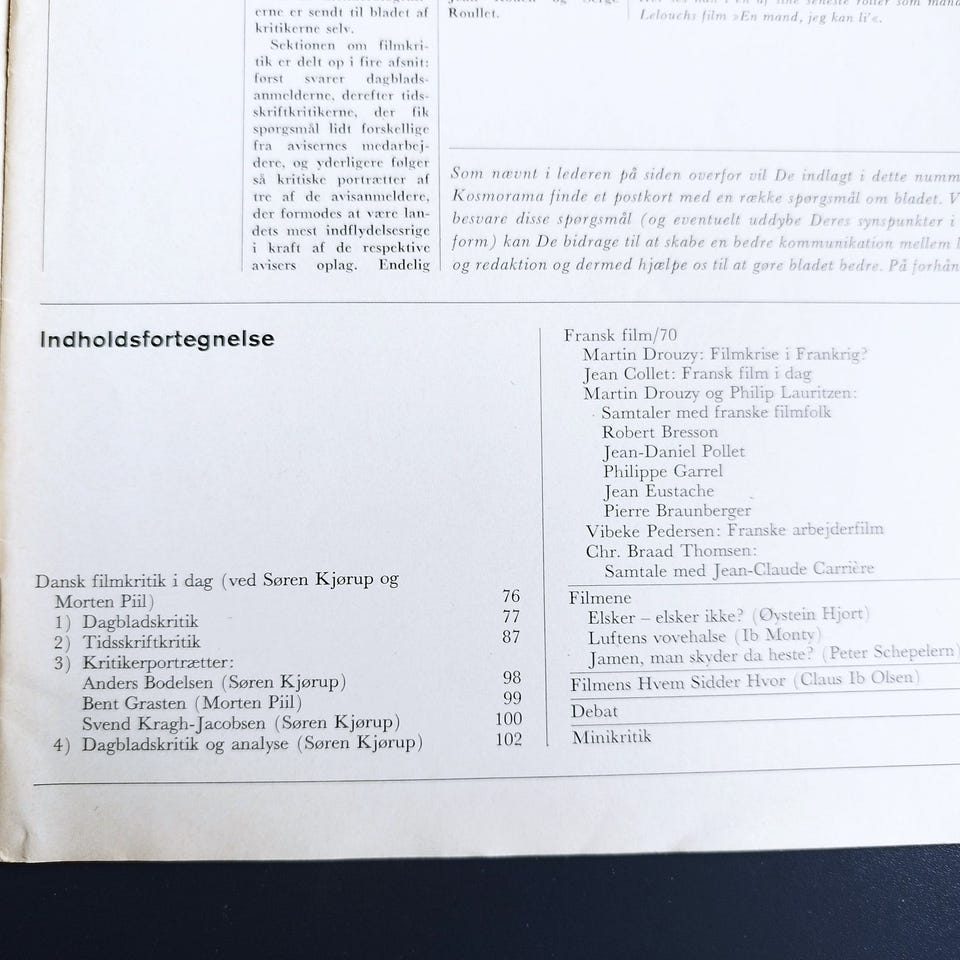 erne er sendt til bladet af
kritikerne selv.
Sektionen om filmkri-
tik er delt op i fire afsnit:
først svarer dagblads-
anmelderne, derefter tids-
skriftkritikerne, der fik
spørgsmål lidt forskellige
fra avisernes medarbej-
dere, og yderligere følger
så kritiske portrætter af
tre af de avisanmeldere,
der formodes at være lan-
dets mest indflydelsesrige
i kraft af de respektive
avisers oplag. Endelig
Roullet.
Lelouchs film »En mand, jeg kan li'«.
Som nævnt i lederen på siden overfor vil De indlagt i dette numm
Kosmorama finde et postkort med en række spørgsmål om bladet. V
besvare disse spørgsmål (og eventuelt uddybe Deres synspunkter i
form) kan De bidrage til at skabe en bedre kommunikation mellem l
og redaktion og dermed hjælpe os til at gøre bladet bedre. På forhån
Indholdsfortegnelse
Dansk filmkritik i dag (ved Søren Kjørup og
Morten Piil) 76
1) Dagbladskritik 77
2) Tidsskriftkritik 87
3) Kritikerportrætter:
Anders Bodelsen (Søren Kjørup) 98
Bent Grasten (Morten Piil) 99
Svend Kragh-Jacobsen (Søren Kjørup) 100
4) Dagbladskritik og analyse (Søren Kjørup) 102
Fransk film/70
Martin Drouzy: Filmkrise i Frankrig?
Jean Collet: Fransk film i dag
Martin Drouzy og Philip Lauritzen:
Samtaler med franske filmfolk
Robert Bresson
Jean-Daniel Pollet
Philippe Garrel
Jean Eustache
Pierre Braunberger
Vibeke Pedersen: Franske arbejderfilm
Chr. Braad Thomsen:
Samtale med Jean-Claude Carrière
Filmene
Elsker – elsker ikke? (Øystein Hjort)
Luftens vovehalse (Ib Monty)
Jamen, man skyder da heste? (Peter Schepelern)
Filmens Hvem Sidder Hvor (Claus Ib Olsen)
Debat
Minikritik